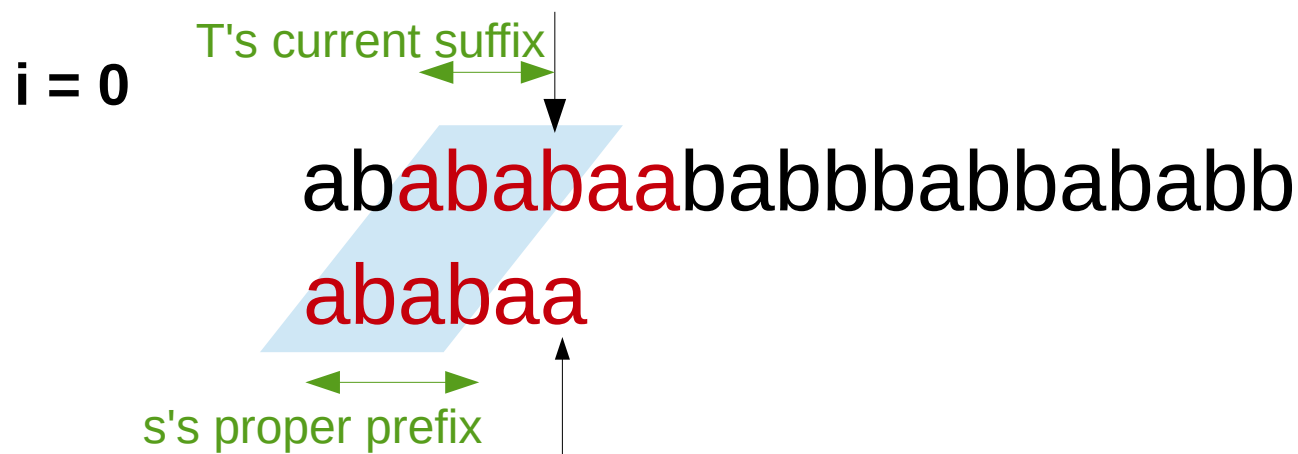 T's current suffix
i = 0
abababaababbbabbababb
ababaa
s's proper prefix